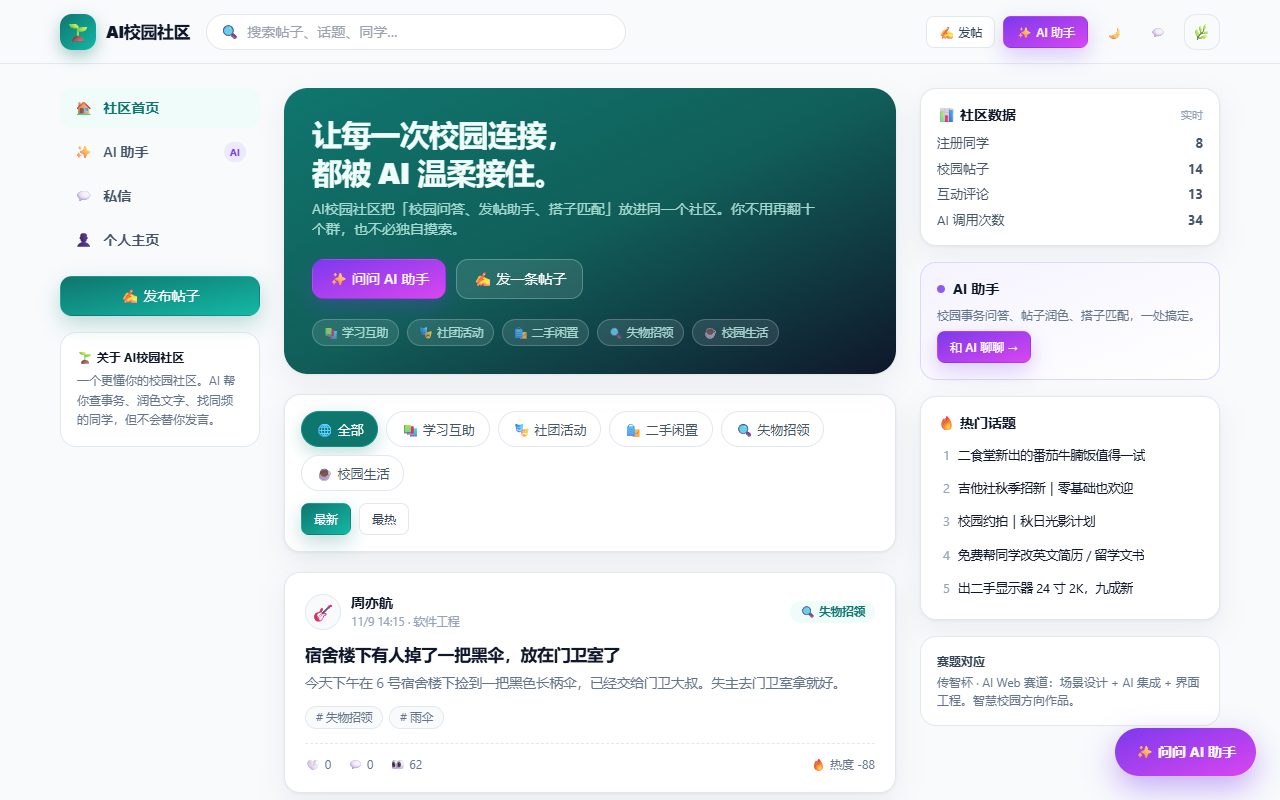 AI校园社区
搜索帖子、话题、同学...
发帖
AI 助手
社区首页
AI 助手
AI
私信
个人主页
发布帖子
关于 AI校园社区
一个更懂你的校园社区。AI 帮
你查事务、润色文字、找同频
的同学，但不会替你发言。
让每一次校园连接，
都被 AI 温柔接住。
AI校园社区把「校园问答、发帖助手、搭子匹配」放进同一个社区。你不用再翻十
个群，也不必独自摸索。
问问 AI 助手
发一条帖子
学习互助
社团活动
二手闲置
失物招领
校园生活
全部
学习互助
社团活动
二手闲置
失物招领
校园生活
最新
最热
周亦航
11/9 14:15 · 软件工程
失物招领
宿舍楼下有人掉了一把黑伞，放在门卫室了
今天下午在 6 号宿舍楼下捡到一把黑色长柄伞，已经交给门卫大叔。失主去门卫室拿就好。
# 失物招领
# 雨伞
0
0
62
热度 -88
社区数据
实时
注册同学 8
校园帖子 14
互动评论 13
AI 调用次数 34
AI 助手
校园事务问答、帖子润色、搭子匹配，一处搞定。
和 AI 聊聊 →
热门话题
1 二食堂新出的番茄牛腩饭值得一试
2 吉他社秋季招新 | 零基础也欢迎
3 校园约拍 | 秋日光影计划
4 免费帮同学改英文简历 / 留学文书
5 出二手显示器 24 寸 2K，九成新
赛题对应
传智杯 · AI Web 赛道：场景设计 + AI 集成 + 界面
工程。智慧校园方向作品。
问问 AI 助手